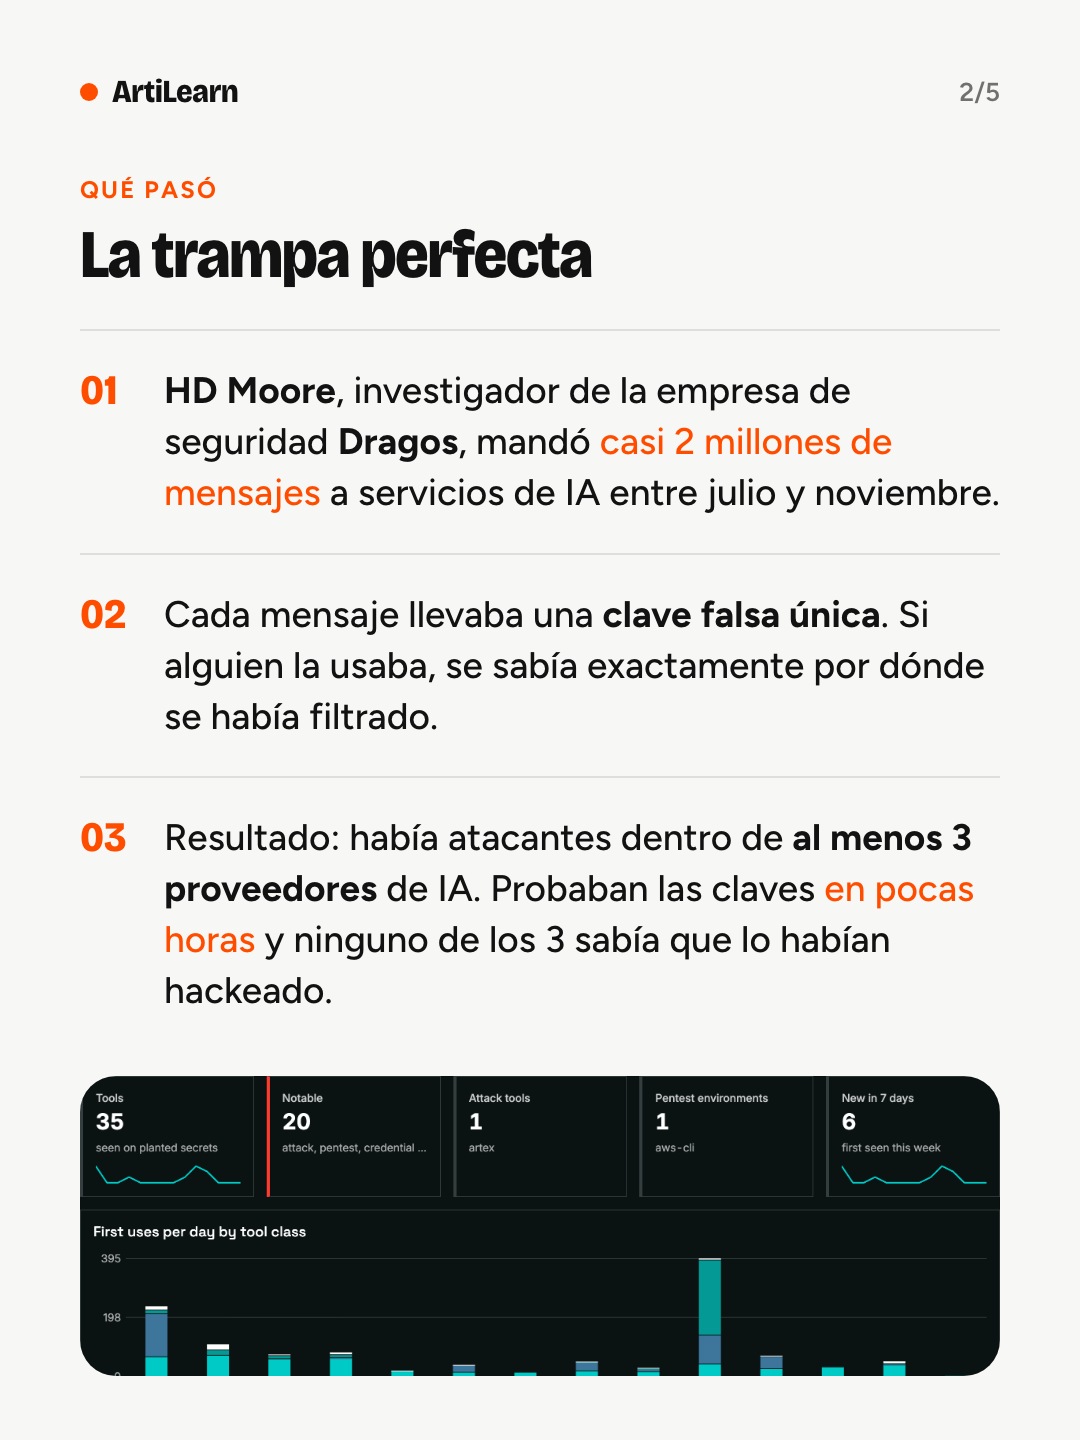 ArtiLearn
2/5
QUÉ PASÓ
La trampa perfecta
01
HD Moore, investigador de la empresa de
seguridad Dragos, mandó casi 2 millones de
mensajes a servicios de IA entre julio y noviembre.
02
Cada mensaje llevaba una clave falsa única. Si
alguien la usaba, se sabía exactamente por dónde
se había filtrado.
03
Resultado: había atacantes dentro de al menos 3
proveedores de IA. Probaban las claves en pocas
horas y ninguno de los 3 sabía que lo habían
hackeado.
Tools
35
seen on planted secrets
Notable
20
attack, pentest, credential ...
Attack tools
1
artex
Pentest environments
1
aws-cli
New in 7 days
6
first seen this week
First uses per day by tool class
395
198